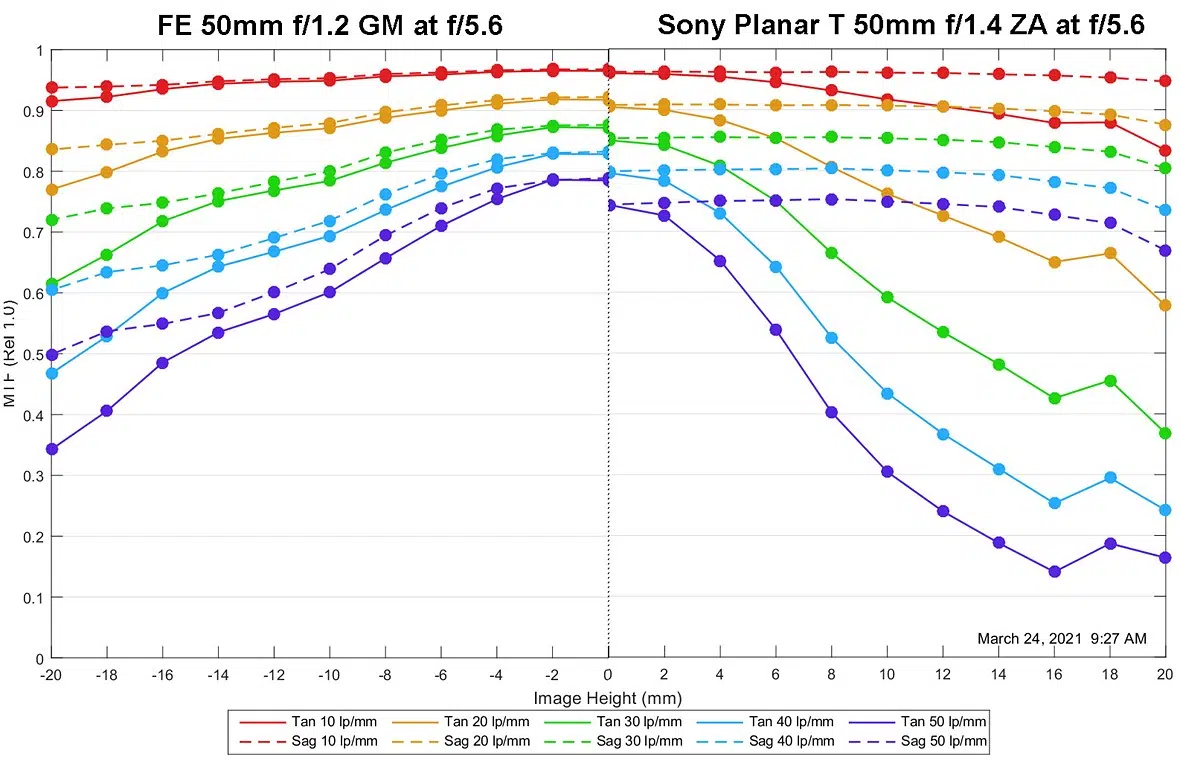 FE 50mm f/1.2 GM at f/5.6
Sony Planar T 50mm f/1.4 ZA at f/5.6
1
0.9
0.8
0.7
0.6
0.5
0.4
0.3
0.2
0.1
0
MTF (Rel 1.0)
March 24, 2021 9:27 AM
-20 -18 -16 -14 -12 -10 -8 -6 -4 -2 0 2 4 6 8 10 12 14 16 18 20
Image Height (mm)
Tan 10 lp/mm Tan 20 lp/mm Tan 30 lp/mm Tan 40 lp/mm Tan 50 lp/mm
Sag 10 lp/mm Sag 20 lp/mm Sag 30 lp/mm Sag 40 lp/mm Sag 50 lp/mm